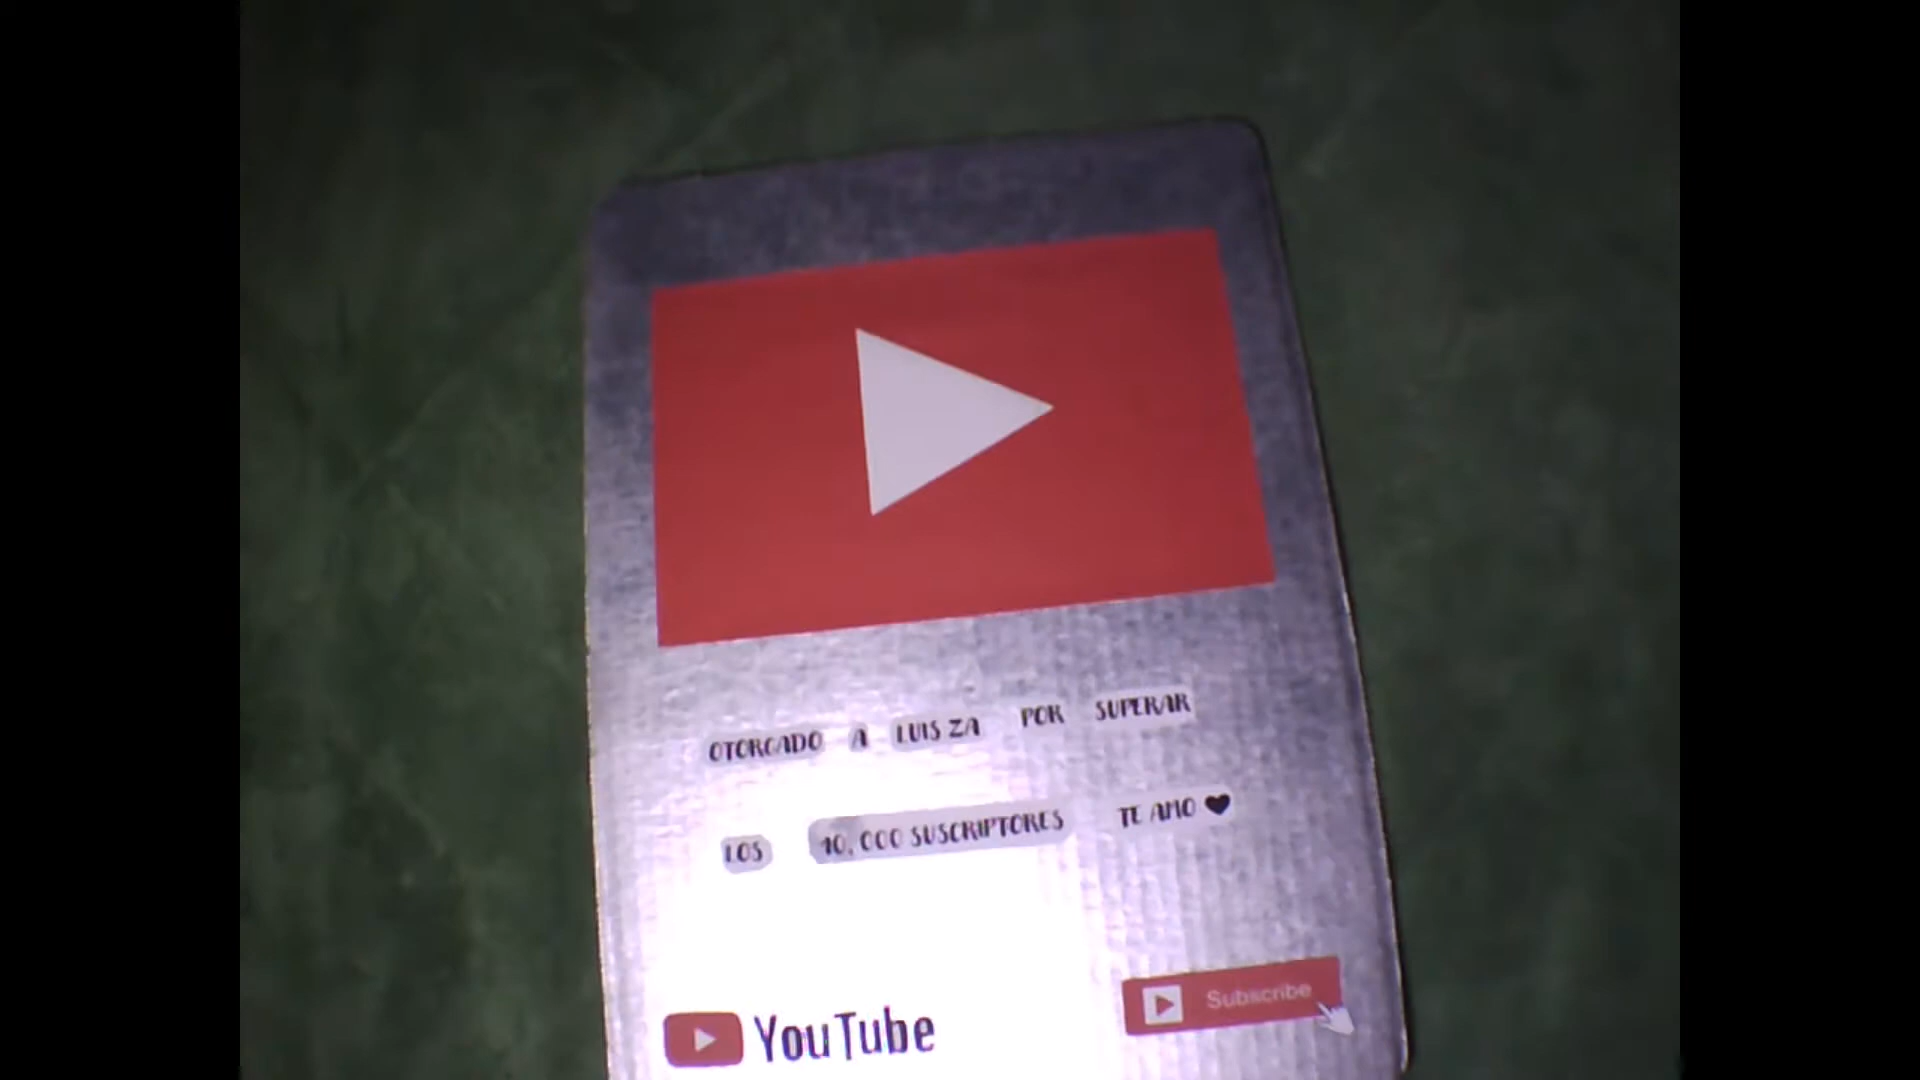 OTORGADO A LUIS ZA POR SUPERAR
LOS 10,000 SUSCRIPTORES TE AMO
Subscribe
YouTube